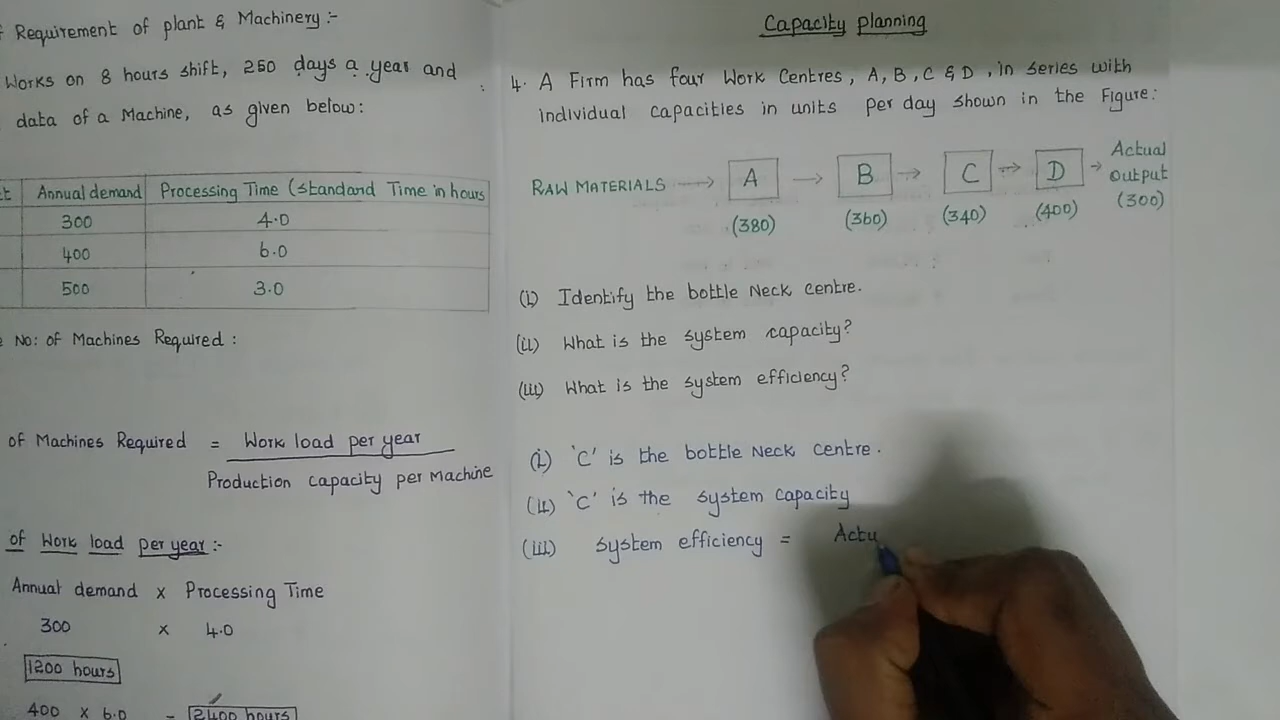 Requirement of plant & Machinery :-
Works on 8 hours shift, 250 days a year and
data of a Machine, as given below:
Annual demand Processing Time (standard Time in hours
300 4.0
400 6.0
500 3.0
No: of Machines Required :
of Machines Required = Work load per year
Production capacity per Machine
of Work load per year :-
Annual demand x Processing Time
300 x 4.0
1200 hours
400 x 6.0 = 2400 hours
Capacity planning
4. A Firm has four Work Centres, A, B, C & D, in series with
individual capacities in units per day shown in the Figure:
RAW MATERIALS → A → B → C → D → Actual output (300)
(380) (360) (340) (400)
(i) Identify the bottle Neck centre.
(ii) What is the system capacity?
(iii) What is the system efficiency?
(i) 'C' is the bottle Neck centre.
(ii) 'C' is the system capacity
(iii) system efficiency = Actu